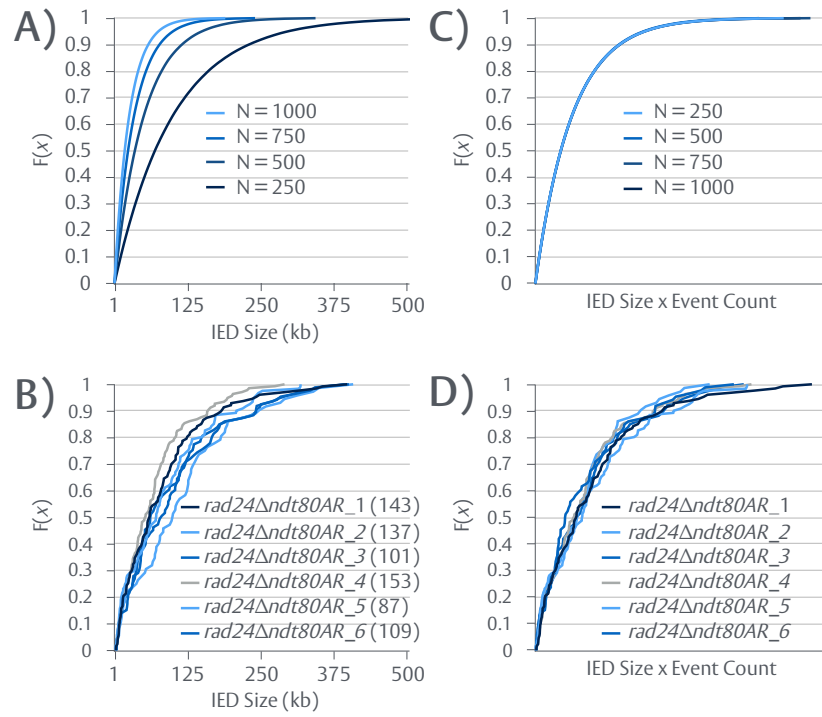 A)
1
0.9
0.8
0.7
0.6
0.5
0.4
0.3
0.2
0.1
0
F(x)
N = 1000
N = 750
N = 500
N = 250
1 125 250 375 500
IED Size (kb)
C)
1
0.9
0.8
0.7
0.6
0.5
0.4
0.3
0.2
0.1
0
F(x)
N = 250
N = 500
N = 750
N = 1000
IED Size x Event Count
B)
1
0.9
0.8
0.7
0.6
0.5
0.4
0.3
0.2
0.1
0
F(x)
rad24Δndt80AR_1 (143)
rad24Δndt80AR_2 (137)
rad24Δndt80AR_3 (101)
rad24Δndt80AR_4 (153)
rad24Δndt80AR_5 (87)
rad24Δndt80AR_6 (109)
1 125 250 375 500
IED Size (kb)
D)
1
0.9
0.8
0.7
0.6
0.5
0.4
0.3
0.2
0.1
0
F(x)
rad24Δndt80AR_1
rad24Δndt80AR_2
rad24Δndt80AR_3
rad24Δndt80AR_4
rad24Δndt80AR_5
rad24Δndt80AR_6
IED Size x Event Count